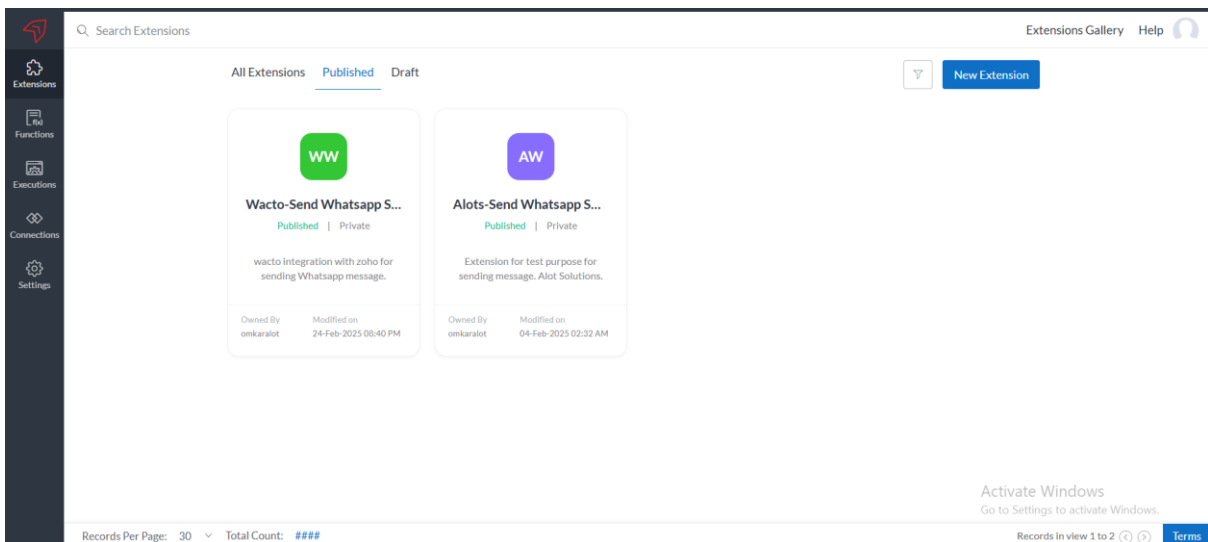 Search Extensions
Extensions Gallery Help
Extensions
Functions
Executions
Connections
Settings
All Extensions Published Draft
New Extension
WW
Wacto-Send Whatsapp S...
Published | Private
wacto integration with zoho for
sending Whatsapp message.
Owned By Modified on
omkaralot 24-Feb-2025 08:40 PM
AW
Alots-Send Whatsapp S...
Published | Private
Extension for test purpose for
sending message. Alot Solutions.
Owned By Modified on
omkaralot 04-Feb-2025 02:32 AM
Activate Windows
Go to Settings to activate Windows.
Records Per Page: 30 Total Count: ####
Records in view 1 to 2
Terms